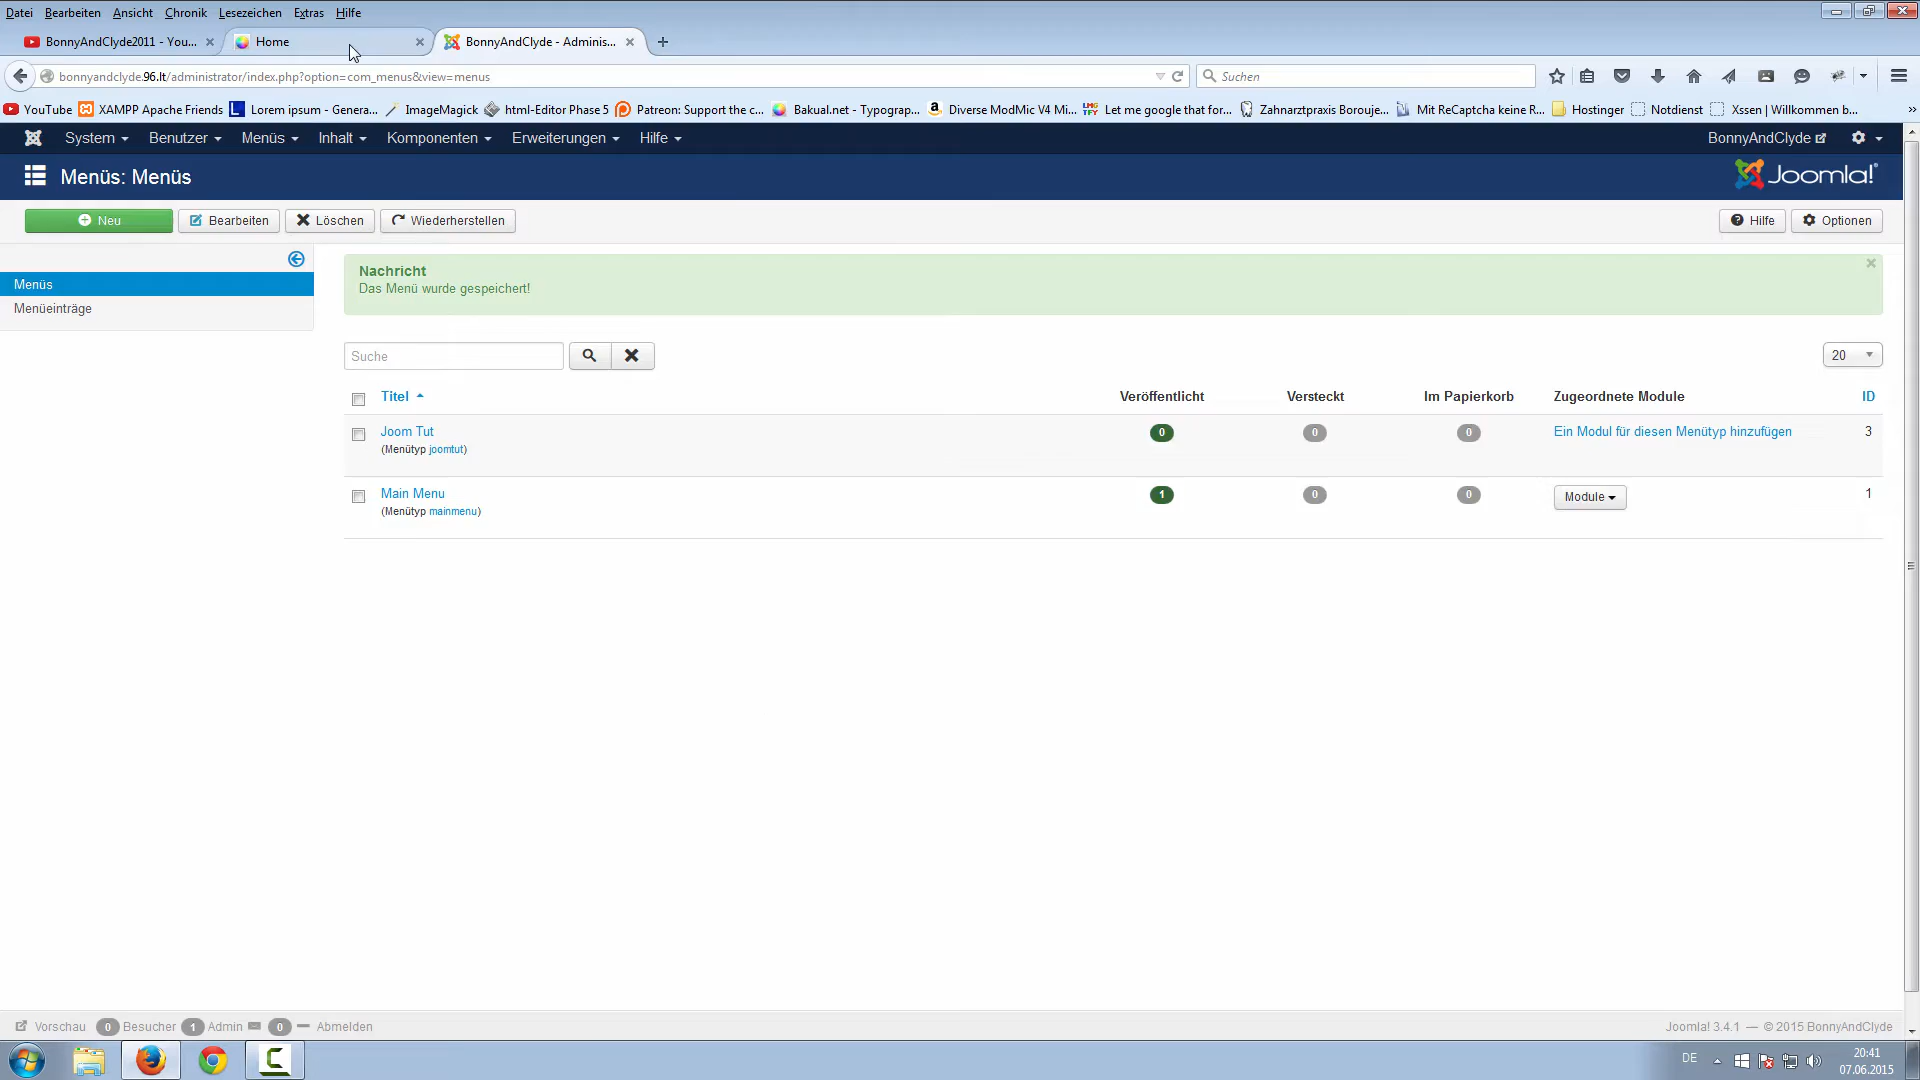 Datei Bearbeiten Ansicht Chronik Lesezeichen Extras Hilfe
BonnyAndClyde2011 - You... Home BonnyAndClyde - Adminis...
bonnyandclyde.96.lt/administrator/index.php?option=com_menus&view=menus Suchen
YouTube XAMPP Apache Friends Lorem ipsum - Genera... ImageMagick html-Editor Phase 5 Patreon: Support the c... Bakual.net - Typograp... Diverse ModMic V4 Mi... Let me google that for... Zahnarztpraxis Borouje... Mit ReCaptcha keine R... Hostinger Notdienst Xssen | Willkommen b...
System Benutzer Menüs Inhalt Komponenten Erweiterungen Hilfe BonnyAndClyde
Menüs: Menüs Joomla!
Neu Bearbeiten Löschen Wiederherstellen Hilfe Optionen
Menüs
Menüeinträge
Nachricht
Das Menü wurde gespeichert!
Suche 20
Titel Veröffentlicht Versteckt Im Papierkorb Zugeordnete Module ID
Joom Tut 0 0 0 Ein Modul für diesen Menütyp hinzufügen 3
(Menütyp joomtut)
Main Menu 1 0 0 Module 1
(Menütyp mainmenu)
Vorschau 0 Besucher 1 Admin 0 Abmelden Joomla! 3.4.1 — © 2015 BonnyAndClyde
DE 20:41
07.06.2015